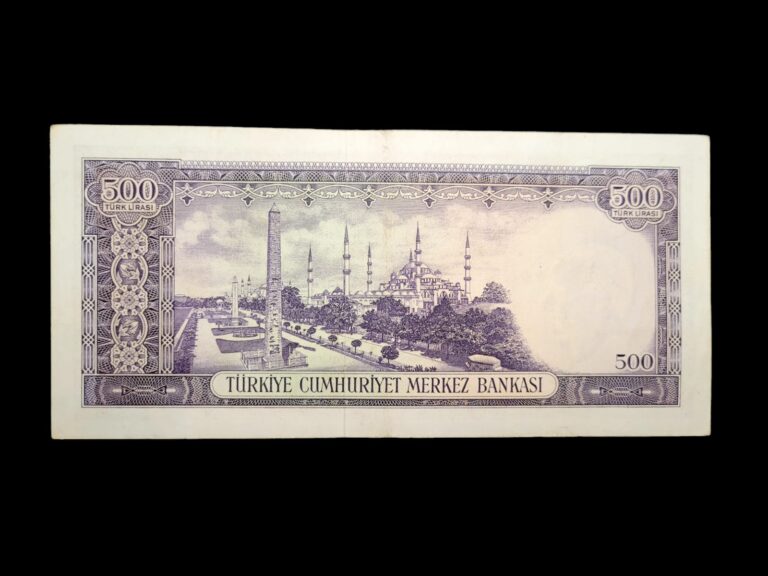 500
TÜRK LİRASI
500
TÜRK LİRASI
500
TÜRKİYE CUMHURİYET MERKEZ BANKASI